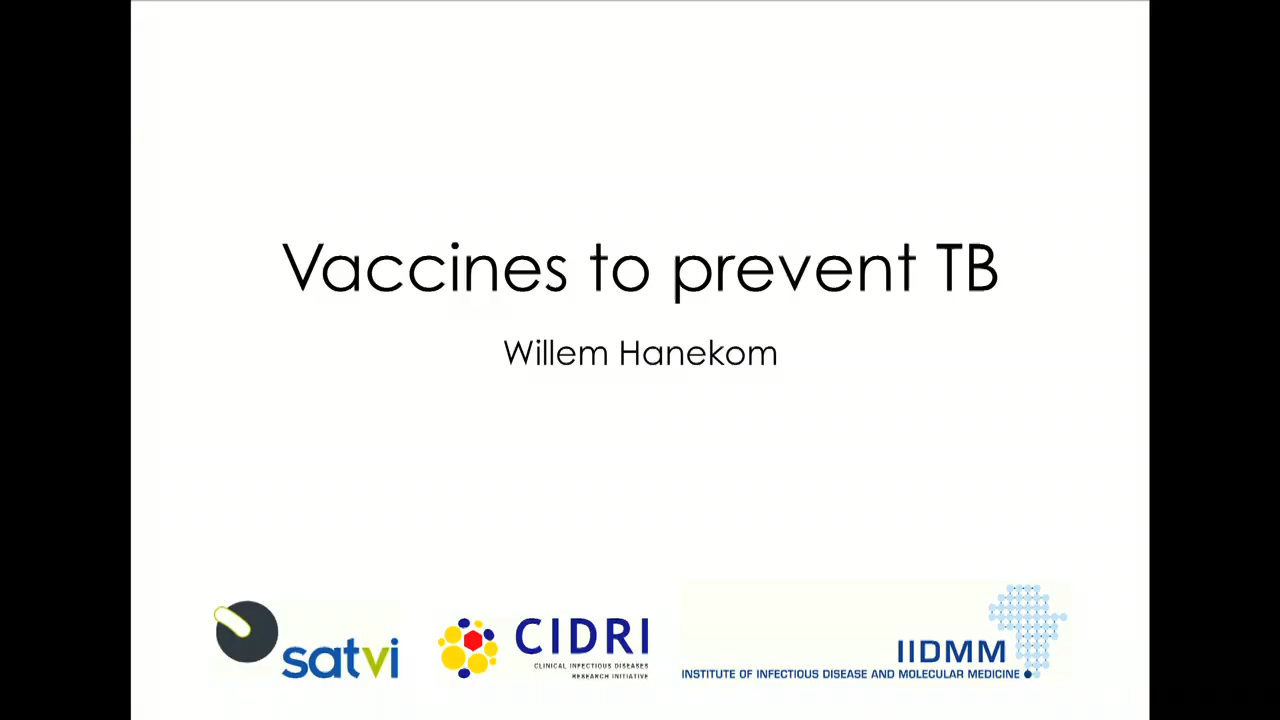 Vaccines to prevent TB
Willem Hanekom
satvi
CIDRI
CLINICAL INFECTIOUS DISEASES
RESEARCH INITIATIVE
IIDMM
INSTITUTE OF INFECTIOUS DISEASE AND MOLECULAR MEDICINE